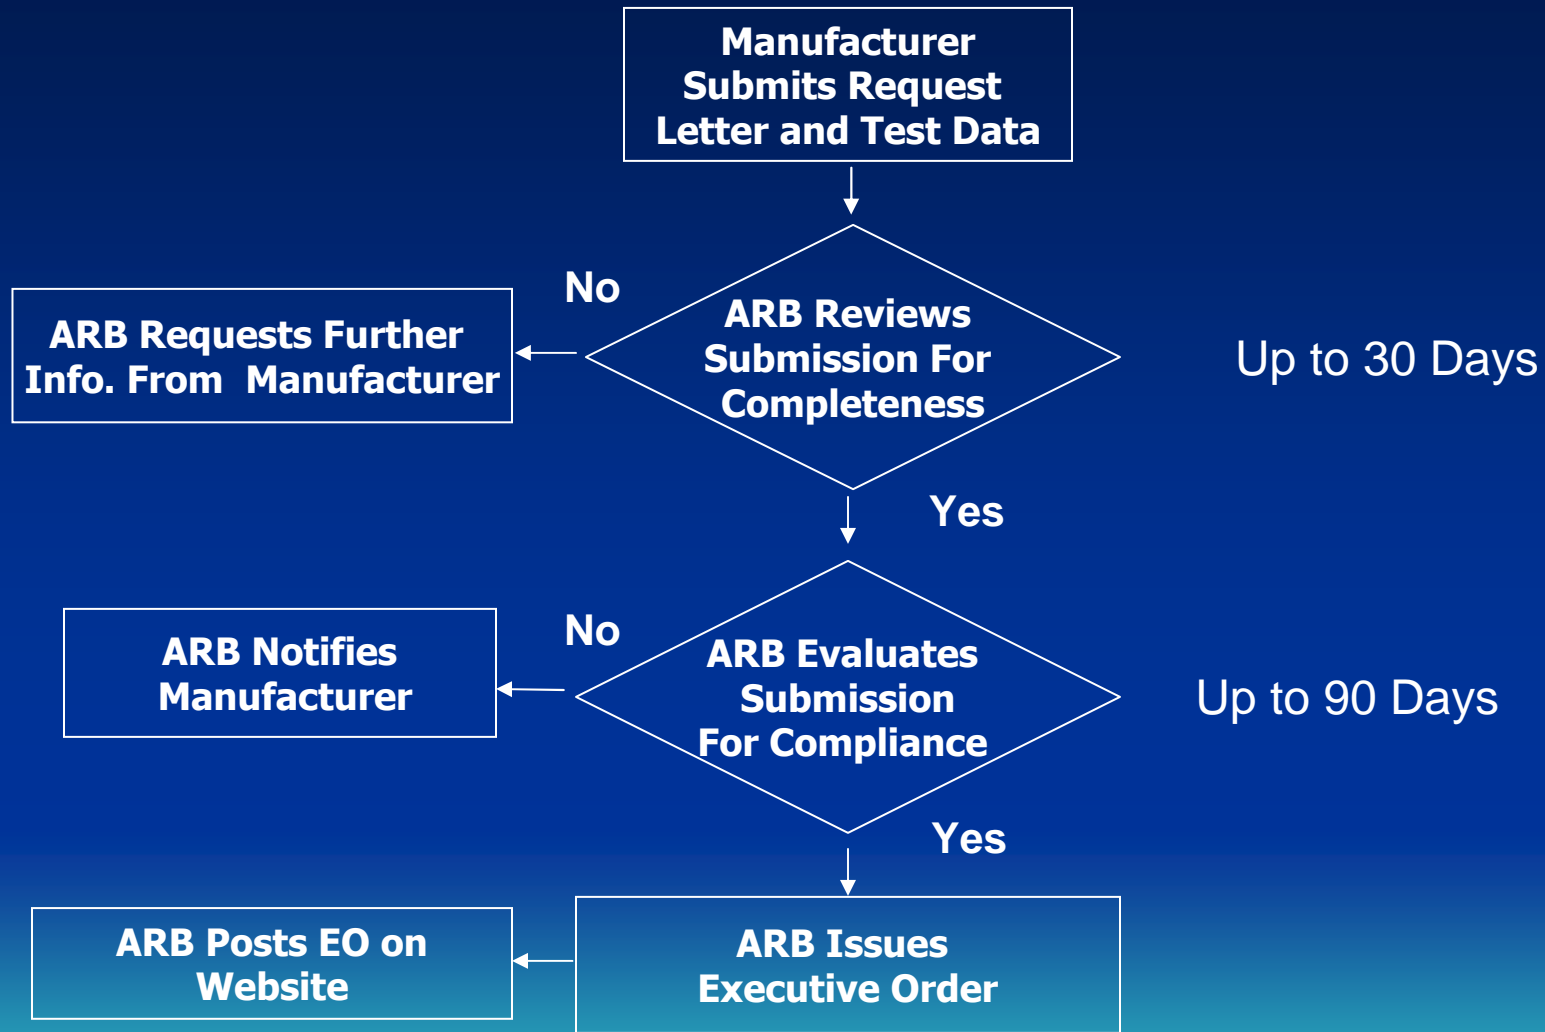 Manufacturer
Submits Request
Letter and Test Data
No
ARB Requests Further
Info. From Manufacturer
ARB Reviews
Submission For
Completeness
Up to 30 Days
Yes
No
ARB Notifies
Manufacturer
ARB Evaluates
Submission
For Compliance
Up to 90 Days
Yes
ARB Posts EO on
Website
ARB Issues
Executive Order